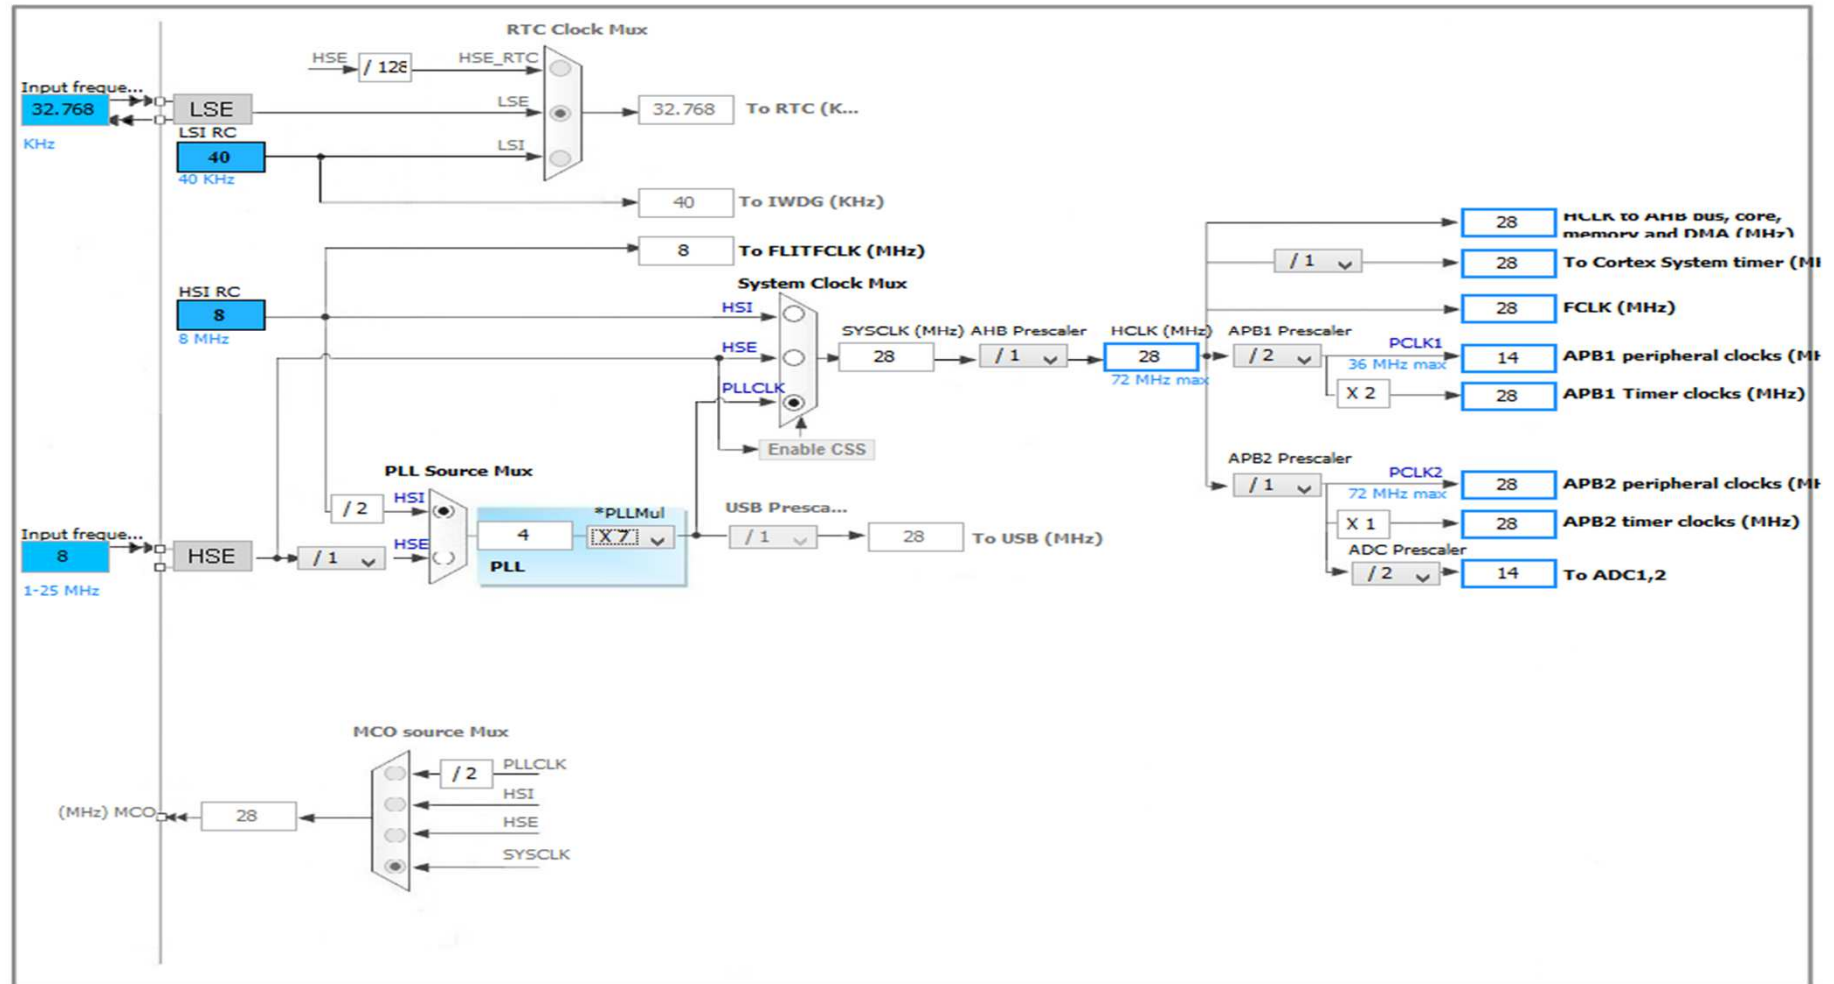 RTC Clock Mux
HSE
/ 128
HSE_RTC
Input freque...
32.768
KHz
LSE
LSE
32.768
To RTC (K...
LSI RC
40
40 KHz
LSI
40
To IWDG (KHz)
8
To FLITFCLK (MHz)
HSI RC
8
8 MHz
System Clock Mux
HSI
HSE
PLLCLK
Enable CSS
SYSCLK (MHz)
28
AHB Prescaler
/ 1
HCLK (MHz)
28
72 MHz max
28
HCLK to AHB bus, core,
memory and DMA (MHz)
/ 1
28
To Cortex System timer (MH
28
FCLK (MHz)
APB1 Prescaler
/ 2
PCLK1
36 MHz max
14
APB1 peripheral clocks (MH
X 2
28
APB1 Timer clocks (MHz)
APB2 Prescaler
/ 1
PCLK2
72 MHz max
28
APB2 peripheral clocks (MH
X 1
28
APB2 timer clocks (MHz)
ADC Prescaler
/ 2
14
To ADC1,2
PLL Source Mux
/ 2
HSI
Input freque...
8
1-25 MHz
HSE
/ 1
HSE
4
*PLLMul
X 7
PLL
USB Presca...
/ 1
28
To USB (MHz)
MCO source Mux
/ 2
PLLCLK
HSI
HSE
SYSCLK
(MHz) MCO
28